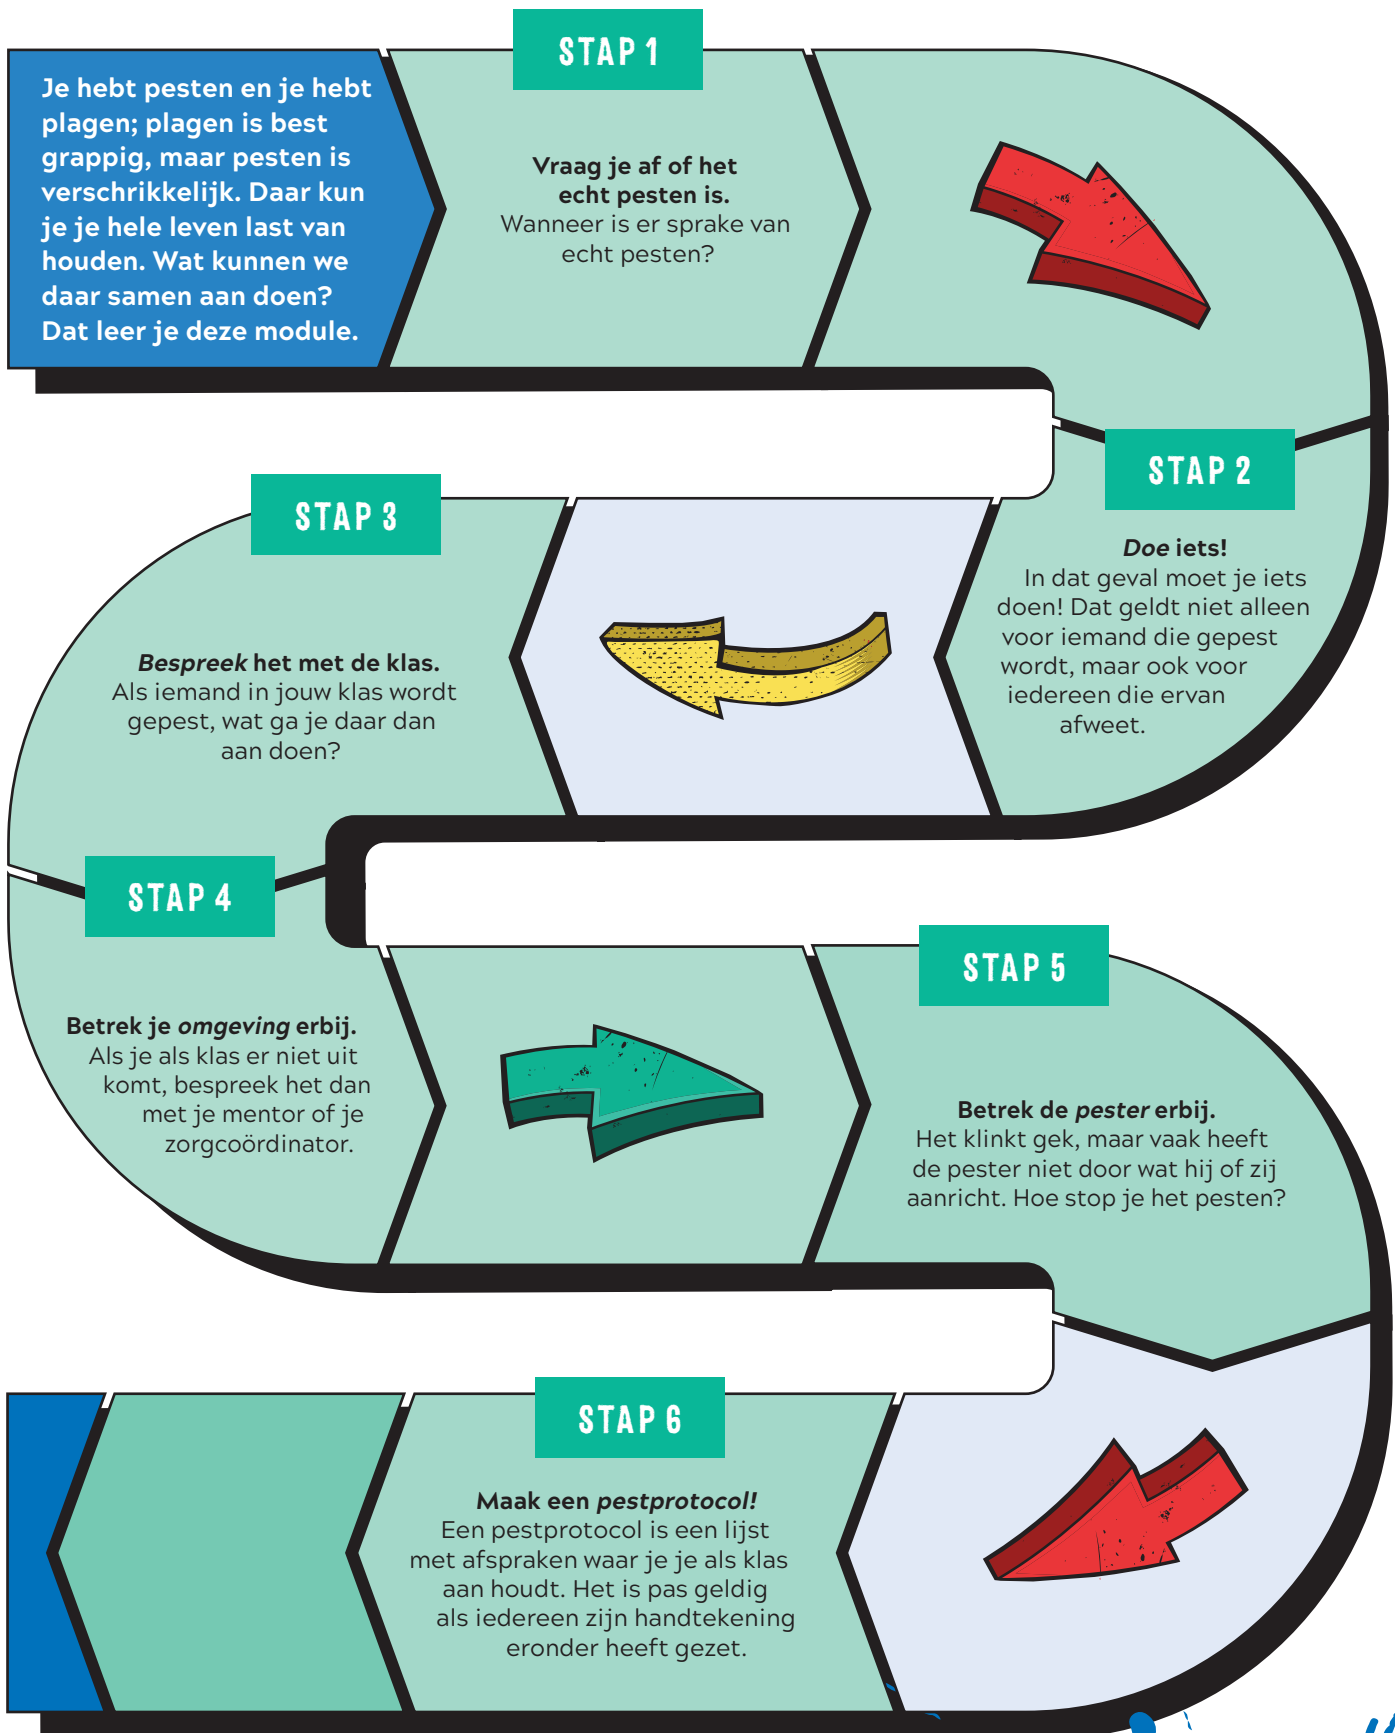 Je hebt pesten en je hebt
plagen; plagen is best
grappig, maar pesten is
verschrikkelijk. Daar kun
je je hele leven last van
houden. Wat kunnen we
daar samen aan doen?
Dat leer je deze module.
STAP 1
Vraag je af of het
echt pesten is.
Wanneer is er sprake van
echt pesten?
STAP 2
Doe iets!
In dat geval moet je iets
doen! Dat geldt niet alleen
voor iemand die gepest
wordt, maar ook voor
iedereen die ervan
afweet.
STAP 3
Bespreek het met de klas.
Als iemand in jouw klas wordt
gepest, wat ga je daar dan
aan doen?
STAP 4
Betrek je omgeving erbij.
Als je als klas er niet uit
komt, bespreek het dan
met je mentor of je
zorgcoördinator.
STAP 5
Betrek de pester erbij.
Het klinkt gek, maar vaak heeft
de pester niet door wat hij of zij
aanricht. Hoe stop je het pesten?
STAP 6
Maak een pestprotocol!
Een pestprotocol is een lijst
met afspraken waar je je als klas
aan houdt. Het is pas geldig
als iedereen zijn handtekening
eronder heeft gezet.